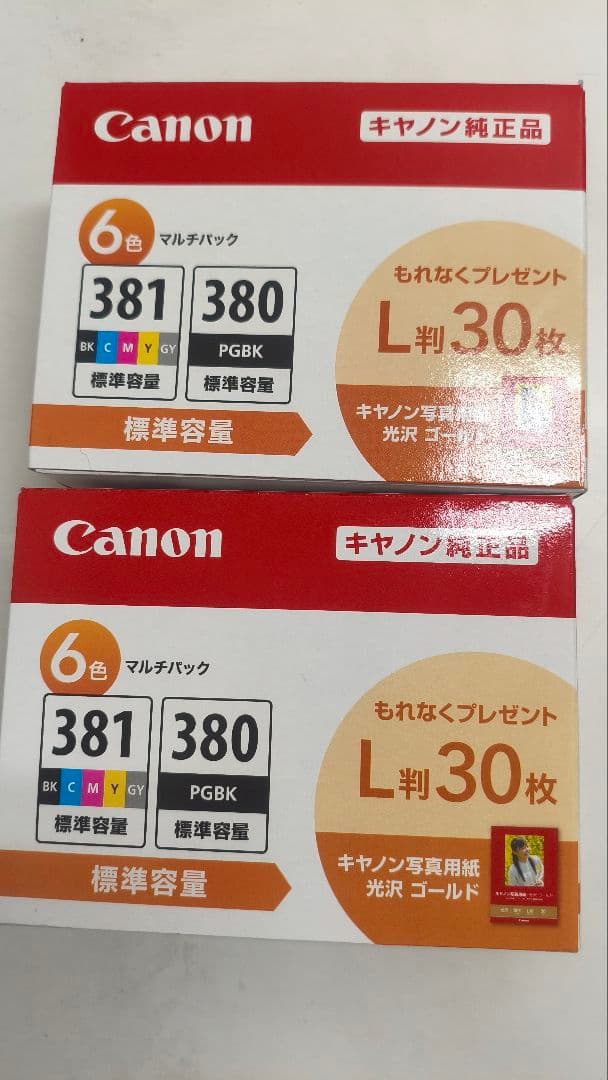 Canon
キヤノン純正品
6色 マルチパック
381
BK C M Y GY
標準容量
380
PGBK
標準容量
標準容量
もれなくプレゼント
L判30枚
キヤノン写真用紙
光沢 ゴールド
Canon
キヤノン純正品
6色 マルチパック
381
BK C M Y GY
標準容量
380
PGBK
標準容量
標準容量
もれなくプレゼント
L判30枚
キヤノン写真用紙
光沢 ゴールド